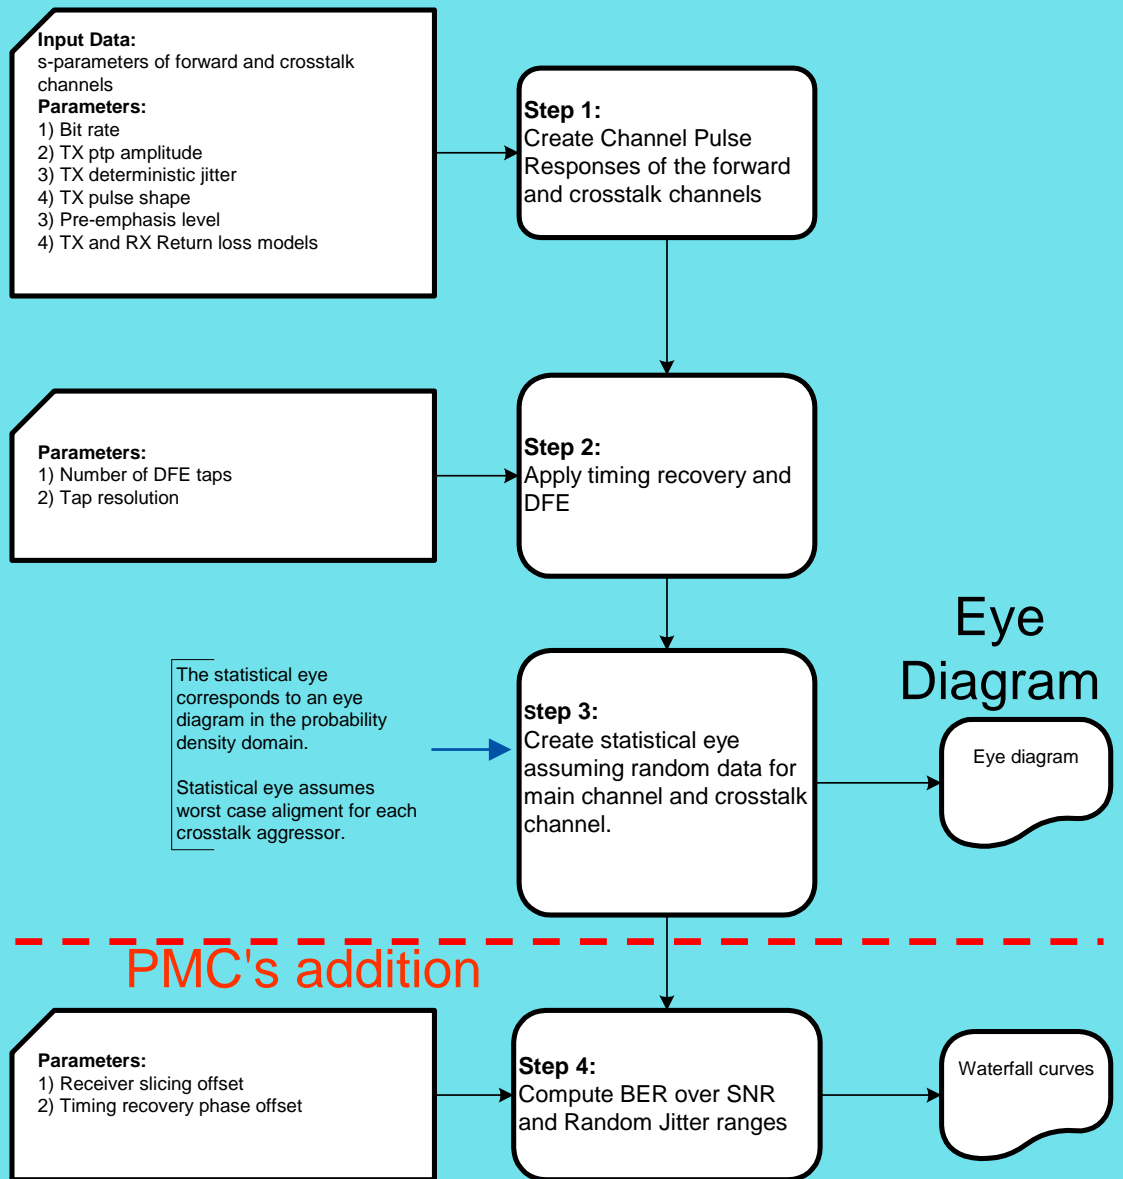 Input Data:
s-parameters of forward and crosstalk
channels
Parameters:
1) Bit rate
2) TX ptp amplitude
3) TX deterministic jitter
4) TX pulse shape
3) Pre-emphasis level
4) TX and RX Return loss models
Step 1:
Create Channel Pulse
Responses of the forward
and crosstalk channels
Parameters:
1) Number of DFE taps
2) Tap resolution
Step 2:
Apply timing recovery and
DFE
The statistical eye
corresponds to an eye
diagram in the probability
density domain.
Statistical eye assumes
worst case aligment for each
crosstalk aggressor.
Step 3:
Create statistical eye
assuming random data for
main channel and crosstalk
channel.
Eye
Diagram
Eye diagram
PMC's addition
Parameters:
1) Receiver slicing offset
2) Timing recovery phase offset
Step 4:
Compute BER over SNR
and Random Jitter ranges
Waterfall curves